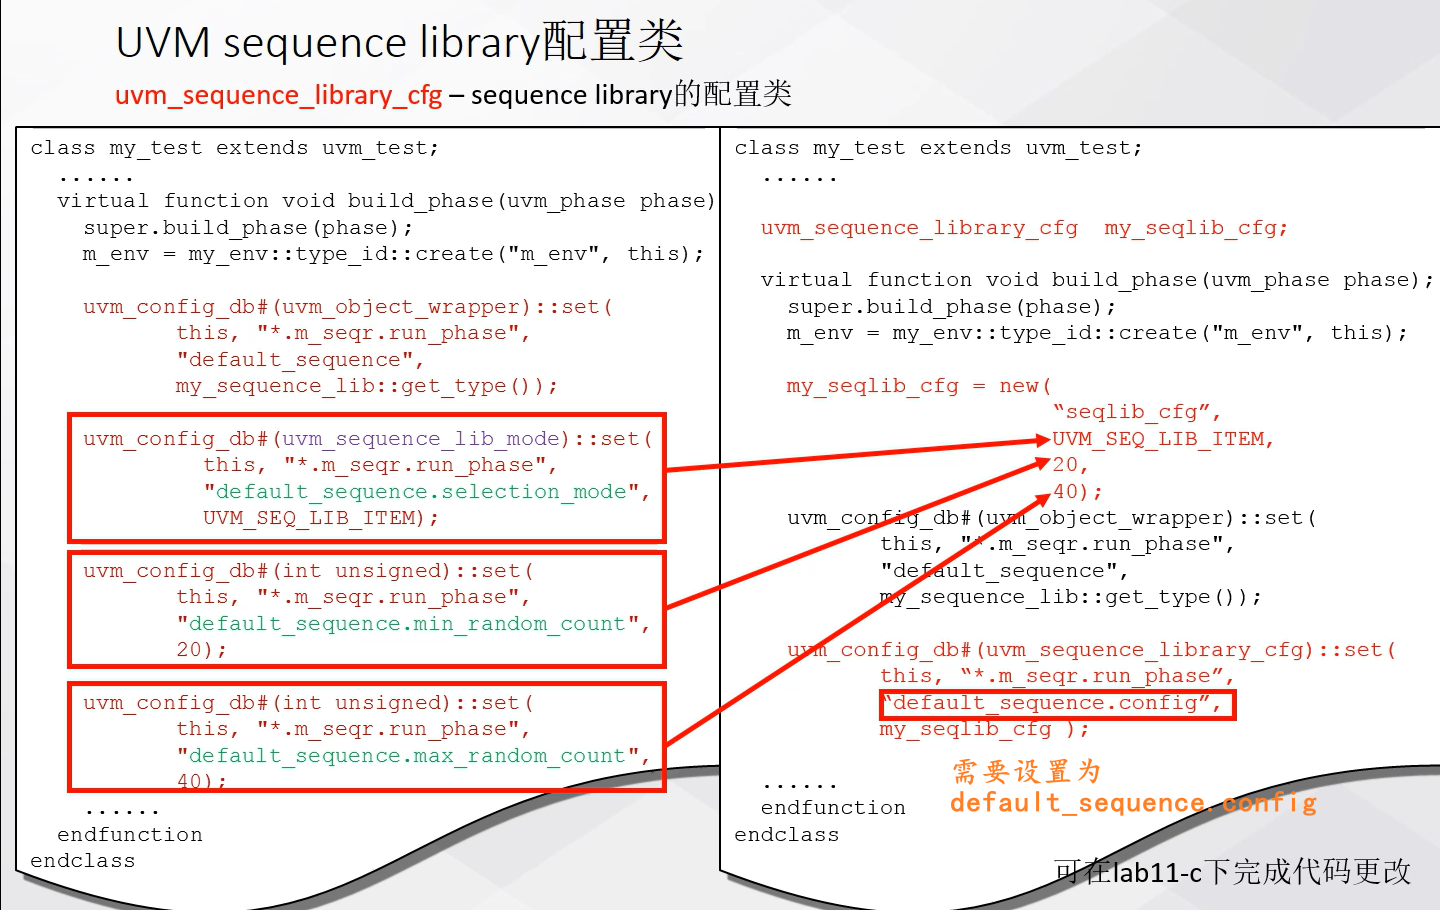 UVM sequence library配置类
uvm_sequence_library_cfg – sequence library的配置类
class my_test extends uvm_test;
......
virtual function void build_phase(uvm_phase phase)
super.build_phase(phase);
m_env = my_env::type_id::create("m_env", this);
uvm_config_db#(uvm_object_wrapper)::set(
this, "*.m_seqr.run_phase",
"default_sequence",
my_sequence_lib::get_type());
uvm_config_db#(uvm_sequence_lib_mode)::set(
this, "*.m_seqr.run_phase",
"default_sequence.selection_mode",
UVM_SEQ_LIB_ITEM);
uvm_config_db#(int unsigned)::set(
this, "*.m_seqr.run_phase",
"default_sequence.min_random_count",
20);
uvm_config_db#(int unsigned)::set(
this, "*.m_seqr.run_phase",
"default_sequence.max_random_count",
40);
......
endfunction
endclass
class my_test extends uvm_test;
......
uvm_sequence_library_cfg my_seqlib_cfg;
virtual function void build_phase(uvm_phase phase);
super.build_phase(phase);
m_env = my_env::type_id::create("m_env", this);
my_seqlib_cfg = new(
“seqlib_cfg”,
UVM_SEQ_LIB_ITEM,
20,
40);
uvm_config_db#(uvm_object_wrapper)::set(
this, "*.m_seqr.run_phase",
"default_sequence",
my_sequence_lib::get_type());
uvm_config_db#(uvm_sequence_library_cfg)::set(
this, “*.m_seqr.run_phase”,
“default_sequence.config”,
my_seqlib_cfg );
需要设置为
default_sequence.config
......
endfunction
endclass
可在lab11-c下完成代码更改